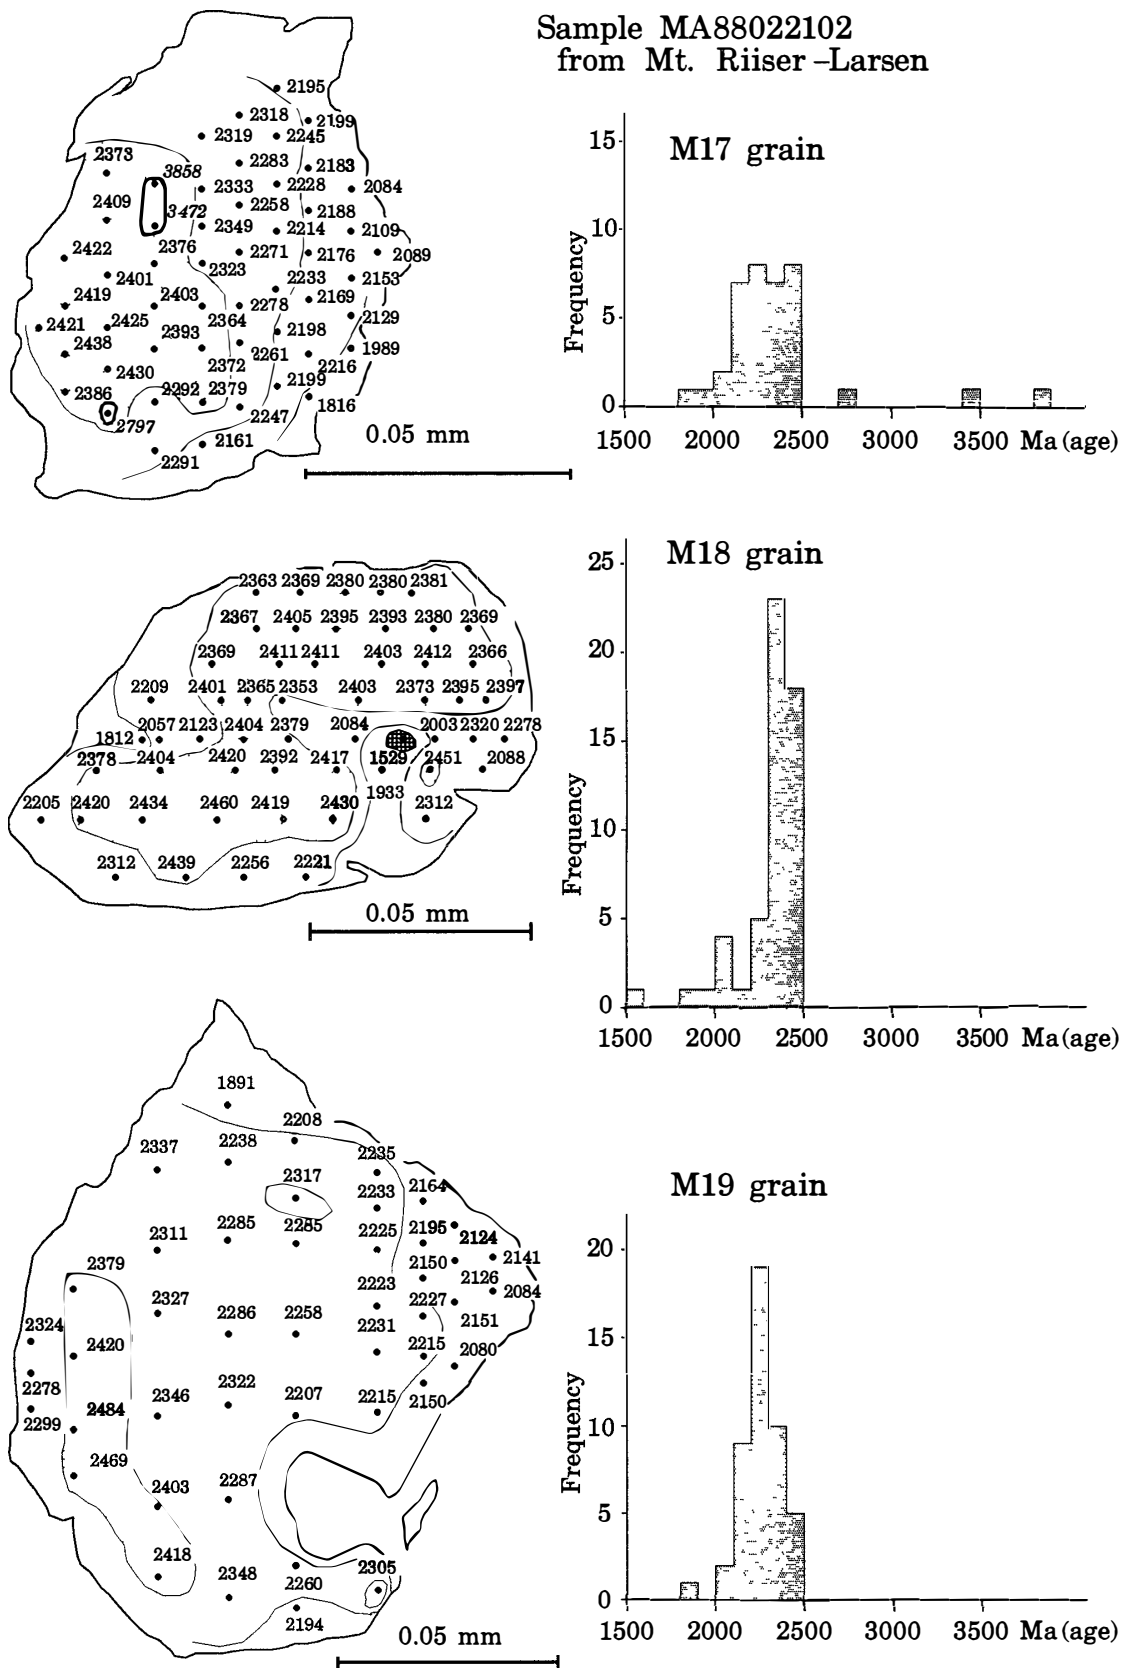 Sample MA88022102
from Mt. Riiser-Larsen
M17 grain
2195
2318
2199
2319
2245
2373
2283
2183
3858
2333
2228
2084
2409
2258
2188
3472
2349
2214
2109
2422
2376
2271
2176
2089
2401
2323
2233
2153
2419
2403
2278
2169
2421
2425
2364
2198
2129
2438
2393
2261
1989
2430
2372
2216
2386
2292
2379
2199
1816
2797
2247
2161
2291
0.05 mm
15
10
5
0
Frequency
1500 2000 2500 3000 3500 Ma (age)
M18 grain
2363 2369 2380 2380 2381
2367 2405 2395 2393 2380 2369
2369 2411 2411 2403 2412 2366
2209 2401 2365 2353 2403 2373 2395 2397
1812 2057 2123 2404 2379 2084 2003 2320 2278
2378 2404 2420 2392 2417 1529 2451 2088
1933
2205 2420 2434 2460 2419 2430 2312
2312 2439 2256 2221
0.05 mm
25
20
15
10
5
0
Frequency
1500 2000 2500 3000 3500 Ma (age)
M19 grain
1891
2208
2337 2238 2235
2317 2164
2233
2311 2285 2285 2225 2195 2124
2379 2150 2141
2223 2126
2327 2227 2084
2324 2286 2258 2231 2151
2420 2215 2080
2278 2346 2322 2207 2215 2150
2299 2484
2469
2403 2287
2418
2348 2260 2305
2194
0.05 mm
20
15
10
5
0
Frequency
1500 2000 2500 3000 3500 Ma (age)